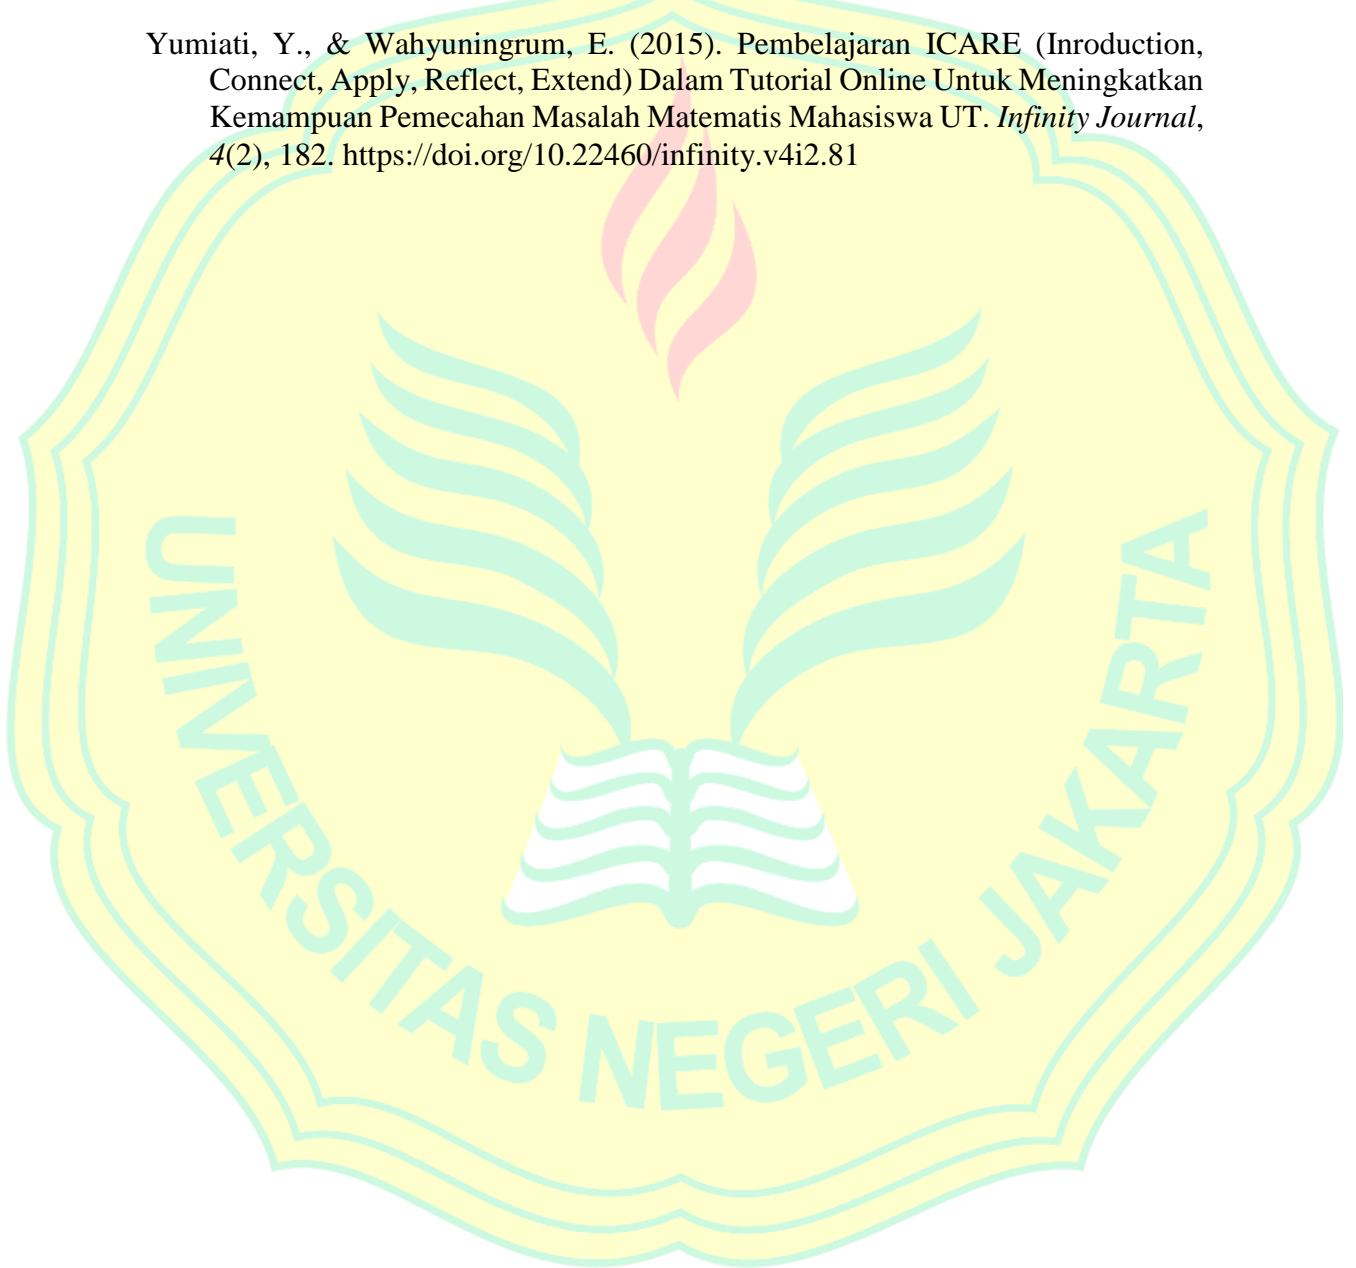 Yumiati, Y., & Wahyuningrum, E. (2015). Pembelajaran ICARE (Inroduction,
Connect, Apply, Reflect, Extend) Dalam Tutorial Online Untuk Meningkatkan
Kemampuan Pemecahan Masalah Matematis Mahasiswa UT. Infinity Journal,
4(2), 182. https://doi.org/10.22460/infinity.v4i2.81
UNIVERSITAS NEGERI JAKARTA